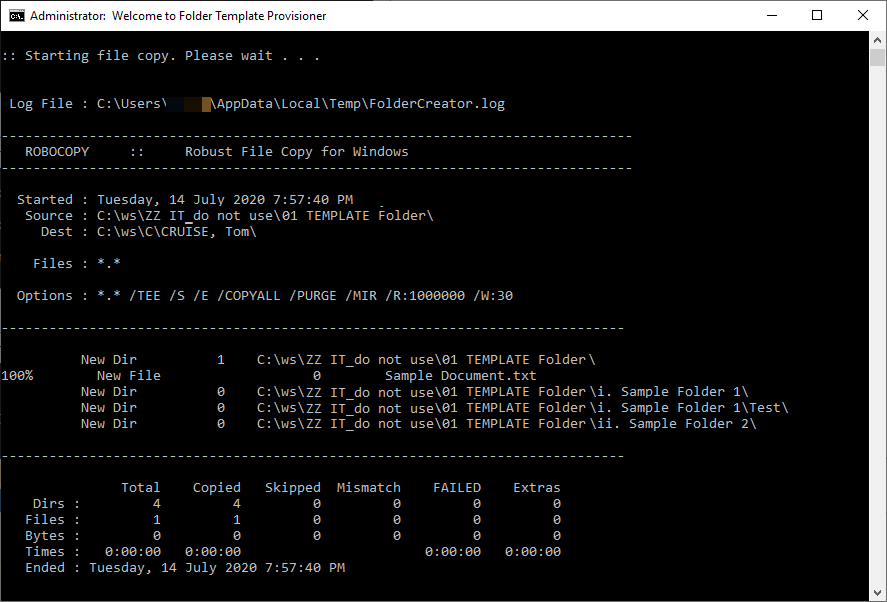 Administrator: Welcome to Folder Template Provisioner
:: Starting file copy. Please wait . . .
Log File : C:\Users\ \AppData\Local\Temp\FolderCreator.log
-------------------------------------------------------------------------------
ROBOCOPY     ::     Robust File Copy for Windows
-------------------------------------------------------------------------------
Started : Tuesday, 14 July 2020 7:57:40 PM
Source : C:\ws\ZZ IT_do not use\01 TEMPLATE Folder\
Dest : C:\ws\C\CRUISE, Tom\
Files : *.*
Options : *.* /TEE /S /E /COPYALL /PURGE /MIR /R:1000000 /W:30
------------------------------------------------------------------------------
New Dir          1    C:\ws\ZZ IT_do not use\01 TEMPLATE Folder\
100%        New File                   0        Sample Document.txt
New Dir          0    C:\ws\ZZ IT_do not use\01 TEMPLATE Folder\i. Sample Folder 1\
New Dir          0    C:\ws\ZZ IT_do not use\01 TEMPLATE Folder\i. Sample Folder 1\Test\
New Dir          0    C:\ws\ZZ IT_do not use\01 TEMPLATE Folder\ii. Sample Folder 2\
------------------------------------------------------------------------------
Total    Copied   Skipped  Mismatch    FAILED    Extras
Dirs :         4         4         0         0         0         0
Files :         1         1         0         0         0         0
Bytes :         0         0         0         0         0         0
Times :   0:00:00   0:00:00                       0:00:00   0:00:00
Ended : Tuesday, 14 July 2020 7:57:40 PM